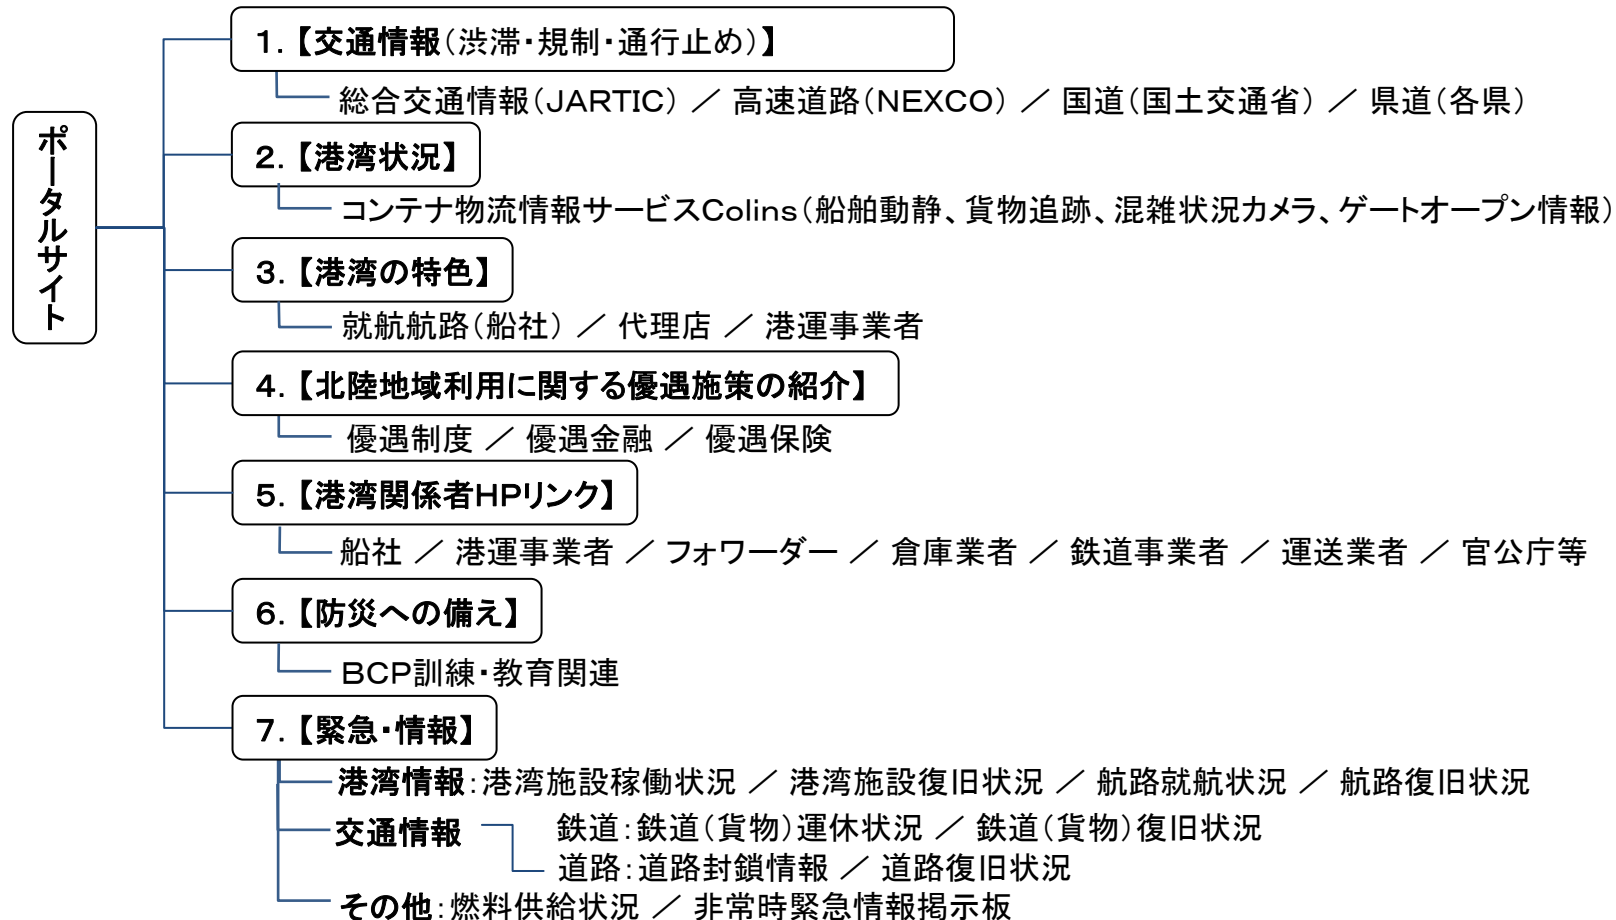 ポータルサイト
1.【交通情報(渋滞・規制・通行止め)】
総合交通情報(JARTIC) ／ 高速道路(NEXCO) ／ 国道(国土交通省) ／ 県道(各県)
2.【港湾状況】
コンテナ物流情報サービスColins(船舶動静、貨物追跡、混雑状況カメラ、ゲートオープン情報)
3.【港湾の特色】
就航航路(船社) ／ 代理店 ／ 港運事業者
4.【北陸地域利用に関する優遇施策の紹介】
優遇制度 ／ 優遇金融 ／ 優遇保険
5.【港湾関係者HPリンク】
船社 ／ 港運事業者 ／ フォワーダー ／ 倉庫業者 ／ 鉄道事業者 ／ 運送業者 ／ 官公庁等
6.【防災への備え】
BCP訓練・教育関連
7.【緊急・情報】
港湾情報:港湾施設稼働状況 ／ 港湾施設復旧状況 ／ 航路就航状況 ／ 航路復旧状況
交通情報 鉄道:鉄道(貨物)運休状況 ／ 鉄道(貨物)復旧状況
道路:道路封鎖情報 ／ 道路復旧状況
その他:燃料供給状況 ／ 非常時緊急情報掲示板